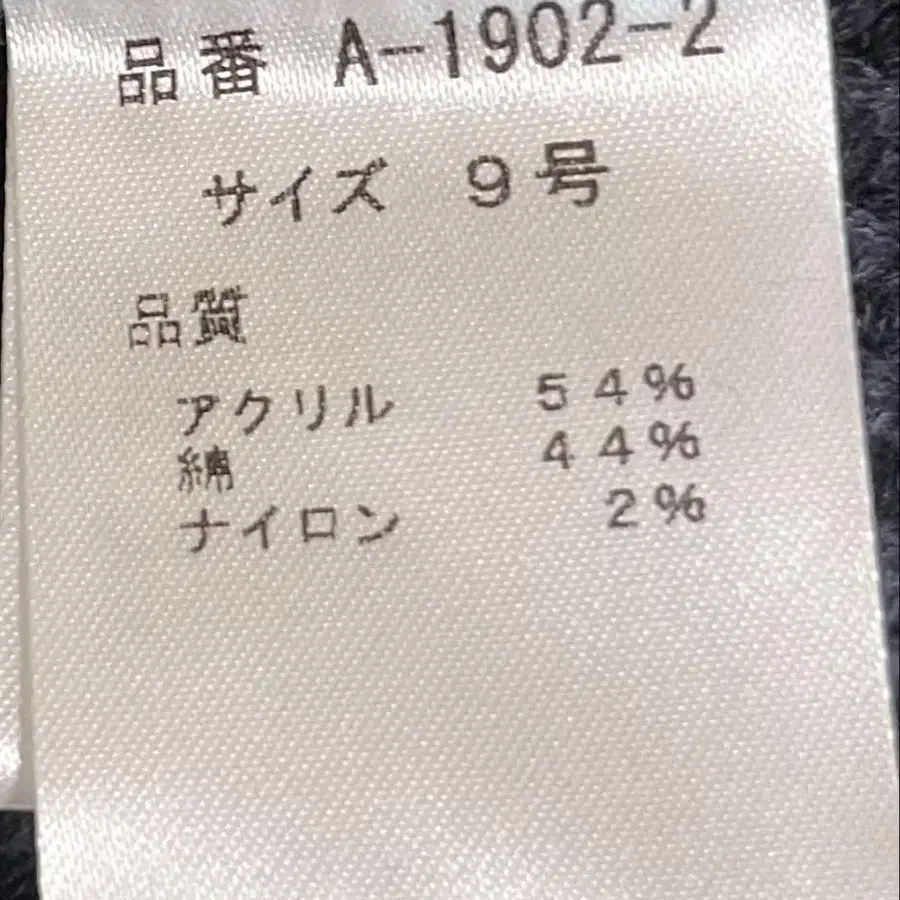 品番 A-1902-2
サイズ 9号
品質
アクリル 54%
綿 44%
ナイロン 2%